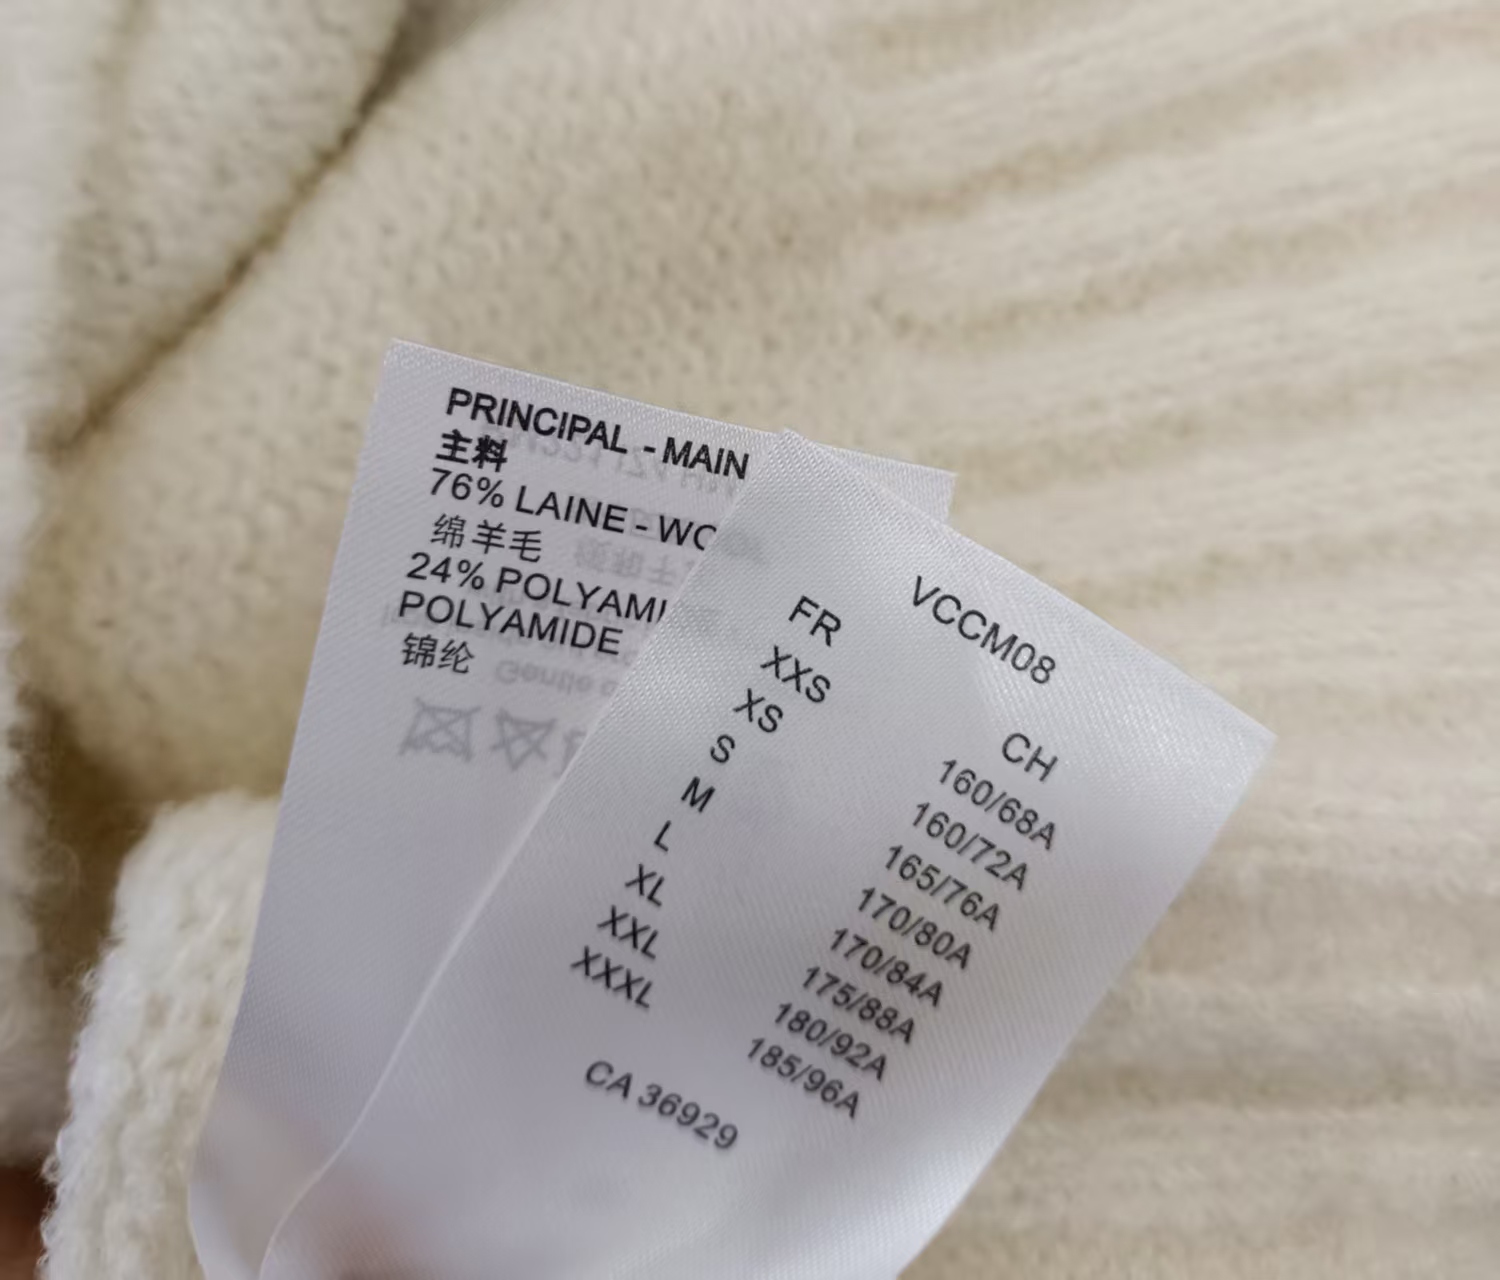 PRINCIPAL - MAIN
主料
76% LAINE -
绵羊毛
24%
POLYAMIDE
锦纶
VCCM08
FR CH
XXS 160/68A
XS 160/72A
S 165/76A
M 170/80A
L 170/84A
XL 175/88A
XXL 180/92A
XXXL 185/96A
CA 36929